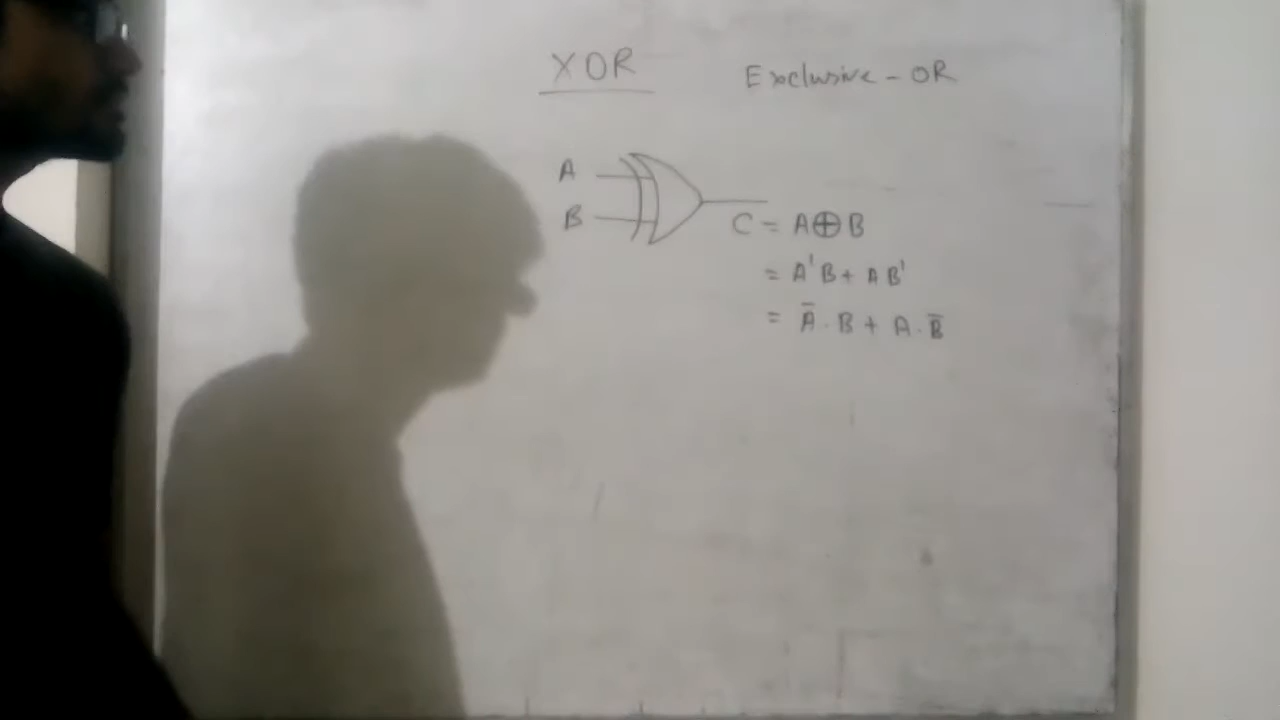 XOR Exclusive-OR
A
B
C = A⊕B
= A'B + AB'
= A̅.B + A.B̅